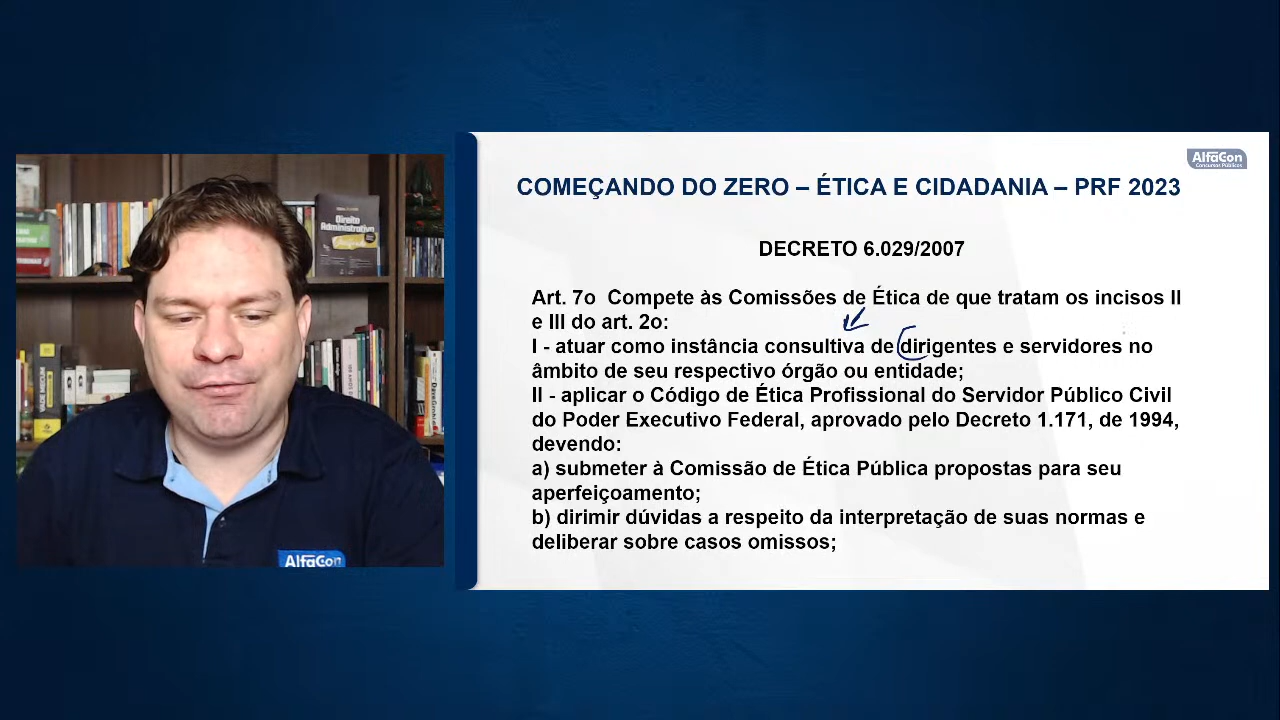 AlfaCon
Concursos Públicos
COMEÇANDO DO ZERO – ÉTICA E CIDADANIA – PRF 2023
DECRETO 6.029/2007
Art. 7o Compete às Comissões de Ética de que tratam os incisos II
e III do art. 2o:
I - atuar como instância consultiva de dirigentes e servidores no
âmbito de seu respectivo órgão ou entidade;
II - aplicar o Código de Ética Profissional do Servidor Público Civil
do Poder Executivo Federal, aprovado pelo Decreto 1.171, de 1994,
devendo:
a) submeter à Comissão de Ética Pública propostas para seu
aperfeiçoamento;
b) dirimir dúvidas a respeito da interpretação de suas normas e
deliberar sobre casos omissos;
Direito
Administrativo
VADE MECUM
AlfaCon